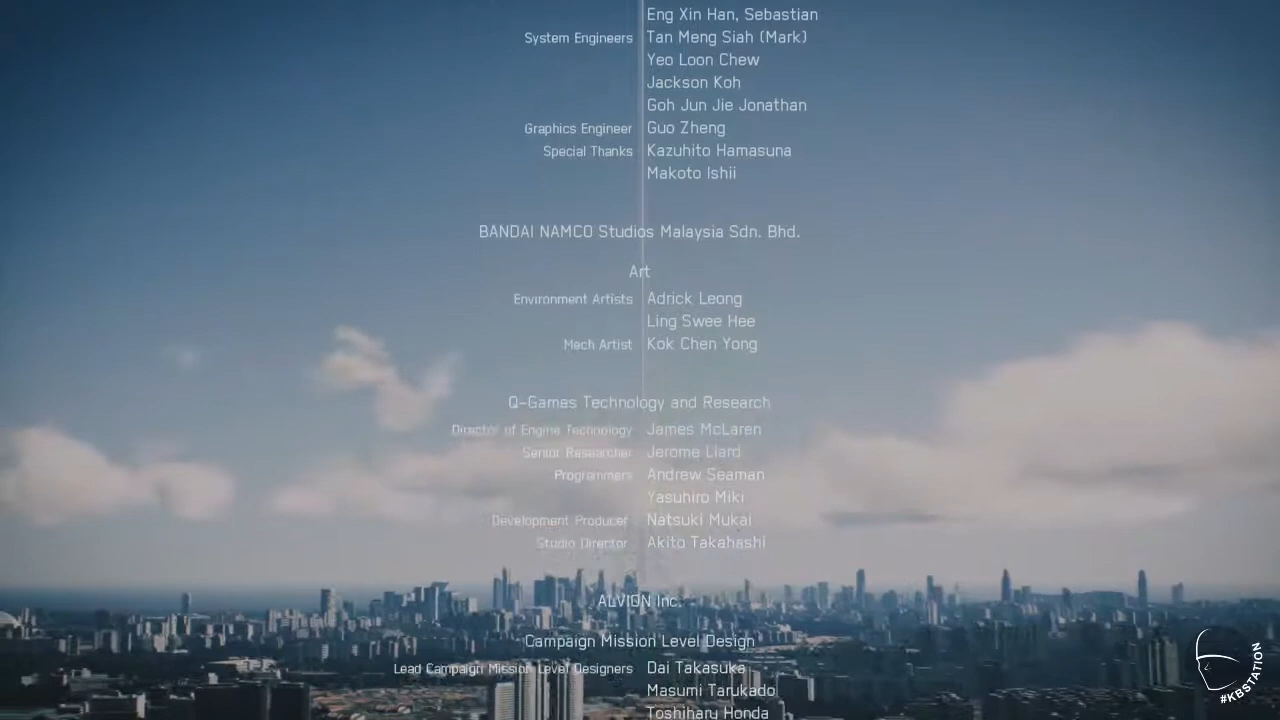 Eng Xin Han, Sebastian
System Engineers Tan Meng Siah (Mark)
Yeo Loon Chew
Jackson Koh
Goh Jun Jie Jonathan
Graphics Engineer Guo Zheng
Special Thanks Kazuhito Hamasuna
Makoto Ishii
BANDAI NAMCO Studios Malaysia Sdn. Bhd.
Art
Environment Artists Adrick Leong
Ling Swee Hee
Mech Artist Kok Chen Yong
Q-Games Technology and Research
Director of Engine Technology James McLaren
Senior Researcher Jerome Liard
Programmers Andrew Seaman
Yasuhiro Miki
Development Producer Natsuki Mukai
Studio Director Akito Takahashi
ALVION Inc.
Campaign Mission Level Design
Lead Campaign Mission Level Designers Dai Takasuka
Masumi Tarukado
Toshiharu Honda
#KBSTATION